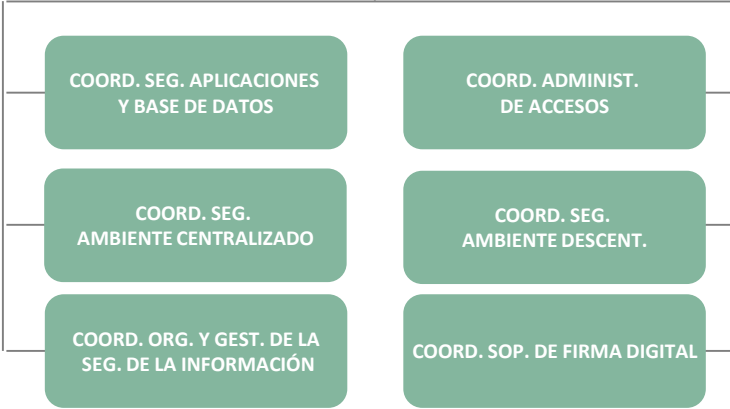 COORD. SEG. APLICACIONES
Y BASE DE DATOS
COORD. ADMINIST.
DE ACCESOS
COORD. SEG.
AMBIENTE CENTRALIZADO
COORD. SEG.
AMBIENTE DESCENT.
COORD. ORG. Y GEST. DE LA
SEG. DE LA INFORMACIÓN
COORD. SOP. DE FIRMA DIGITAL